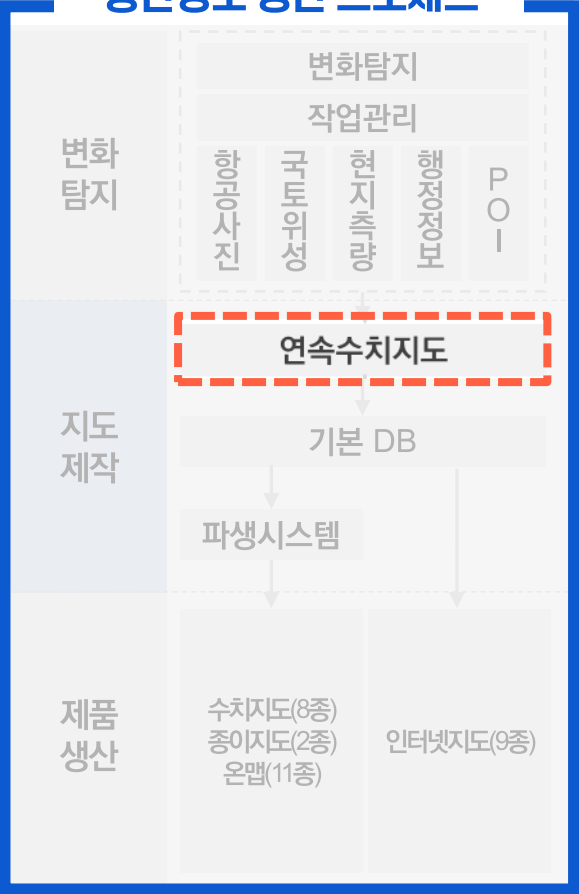 변화탐지
작업관리
변화
탐지
항공사진
국토위성
현지측량
행정정보
POI
연속수치지도
지도
제작
기본 DB
파생시스템
제품
생산
수치지도(8종)
종이지도(2종)
온맵(11종)
인터넷지도(9종)